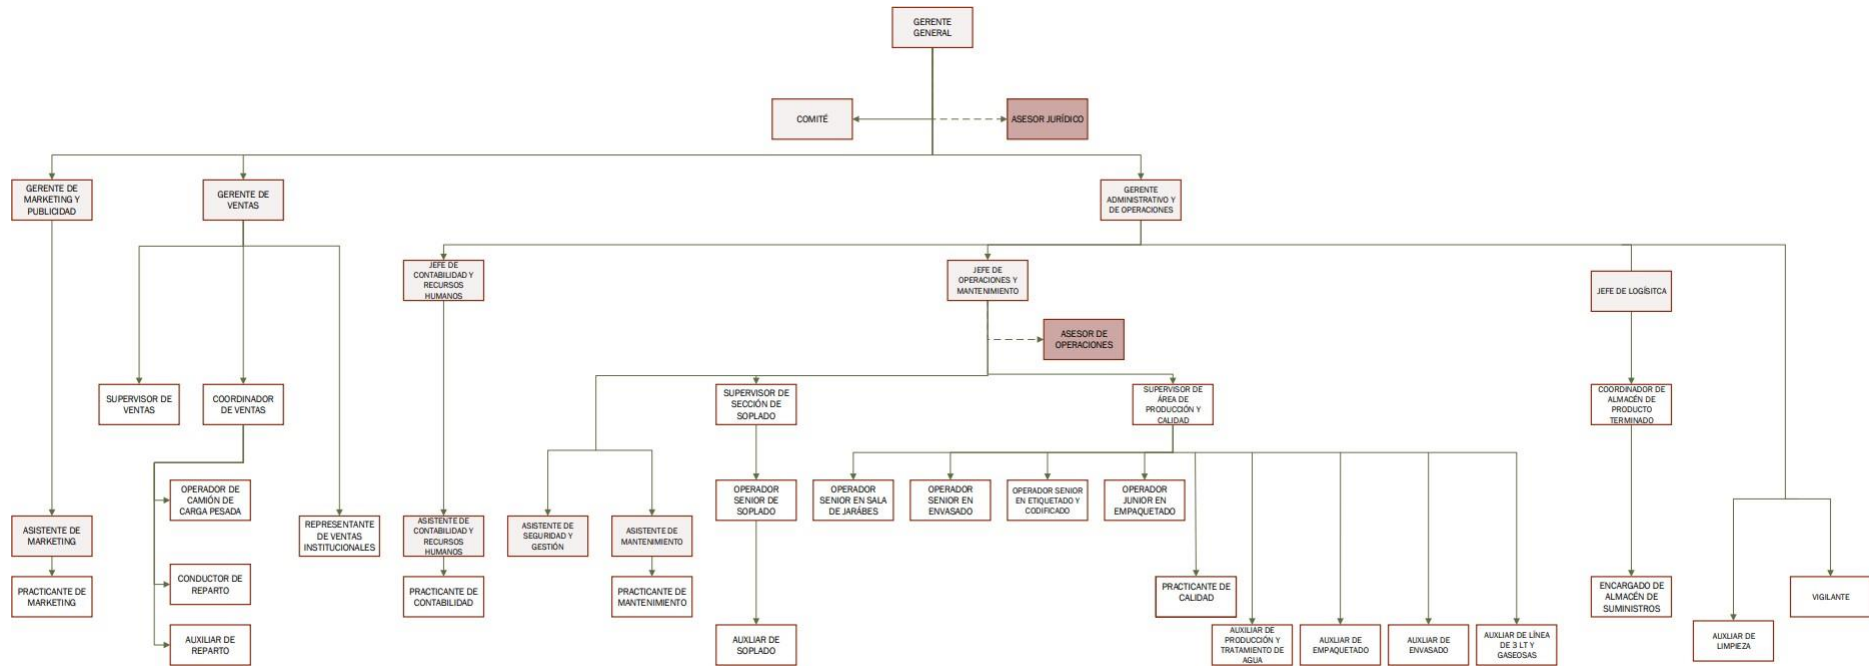 GERENTE
GENERAL
COMITÉ
ASESOR JURÍDICO
GERENTE DE
MARKETING Y
PUBLICIDAD
GERENTE DE
VENTAS
GERENTE
ADMINISTRATIVO Y
DE OPERACIONES
JEFE DE
CONTABILIDAD Y
RECURSOS
HUMANOS
JEFE DE
OPERACIONES Y
MANTENIMIENTO
JEFE DE LOGÍSITCA
ASESOR DE
OPERACIONES
SUPERVISOR DE
VENTAS
COORDINADOR
DE VENTAS
SUPERVISOR DE
SECCIÓN DE
SOPLADO
SUPERVISOR DE
ÁREA DE
PRODUCCIÓN Y
CALIDAD
COORDINADOR DE
ALMACÉN DE
PRODUCTO
TERMINADO
OPERADOR DE
CAMIÓN DE
CARGA PESADA
OPERADOR
SENIOR DE
SOPLADO
OPERADOR
SENIOR EN SALA
DE JARÁBES
OPERADOR
SENIOR EN
ENVASADO
OPERADOR SENIOR
EN ETIQUETADO Y
CODIFICADO
OPERADOR
JUNIOR EN
EMPAQUETADO
ASISTENTE DE
MARKETING
REPRESENTANTE
DE VENTAS
INSTITUCIONALES
ASISTENTE DE
CONTABILIDAD Y
RECURSOS
HUMANOS
ASISTENTE DE
SEGURIDAD Y
GESTIÓN
ASISTENTE DE
MANTENIMIENTO
PRACTICANTE DE
MARKETING
CONDUCTOR DE
REPARTO
PRACTICANTE DE
CONTABILIDAD
PRACTICANTE DE
MANTENIMIENTO
PRACTICANTE DE
CALIDAD
ENCARGADO DE
ALMACÉN DE
SUMINISTROS
VIGILANTE
AUXILIAR DE
REPARTO
AUXLIAR DE
SOPLADO
AUXILIAR DE
PRODUCCIÓN Y
TRATAMIENTO DE
AGUA
AUXLIAR DE
EMPAQUETADO
AUXLIAR DE
ENVASADO
AUXLIAR DE LÍNEA
DE 3 LT Y
GASEOSAS
AUXLIAR DE
LIMPIEZA